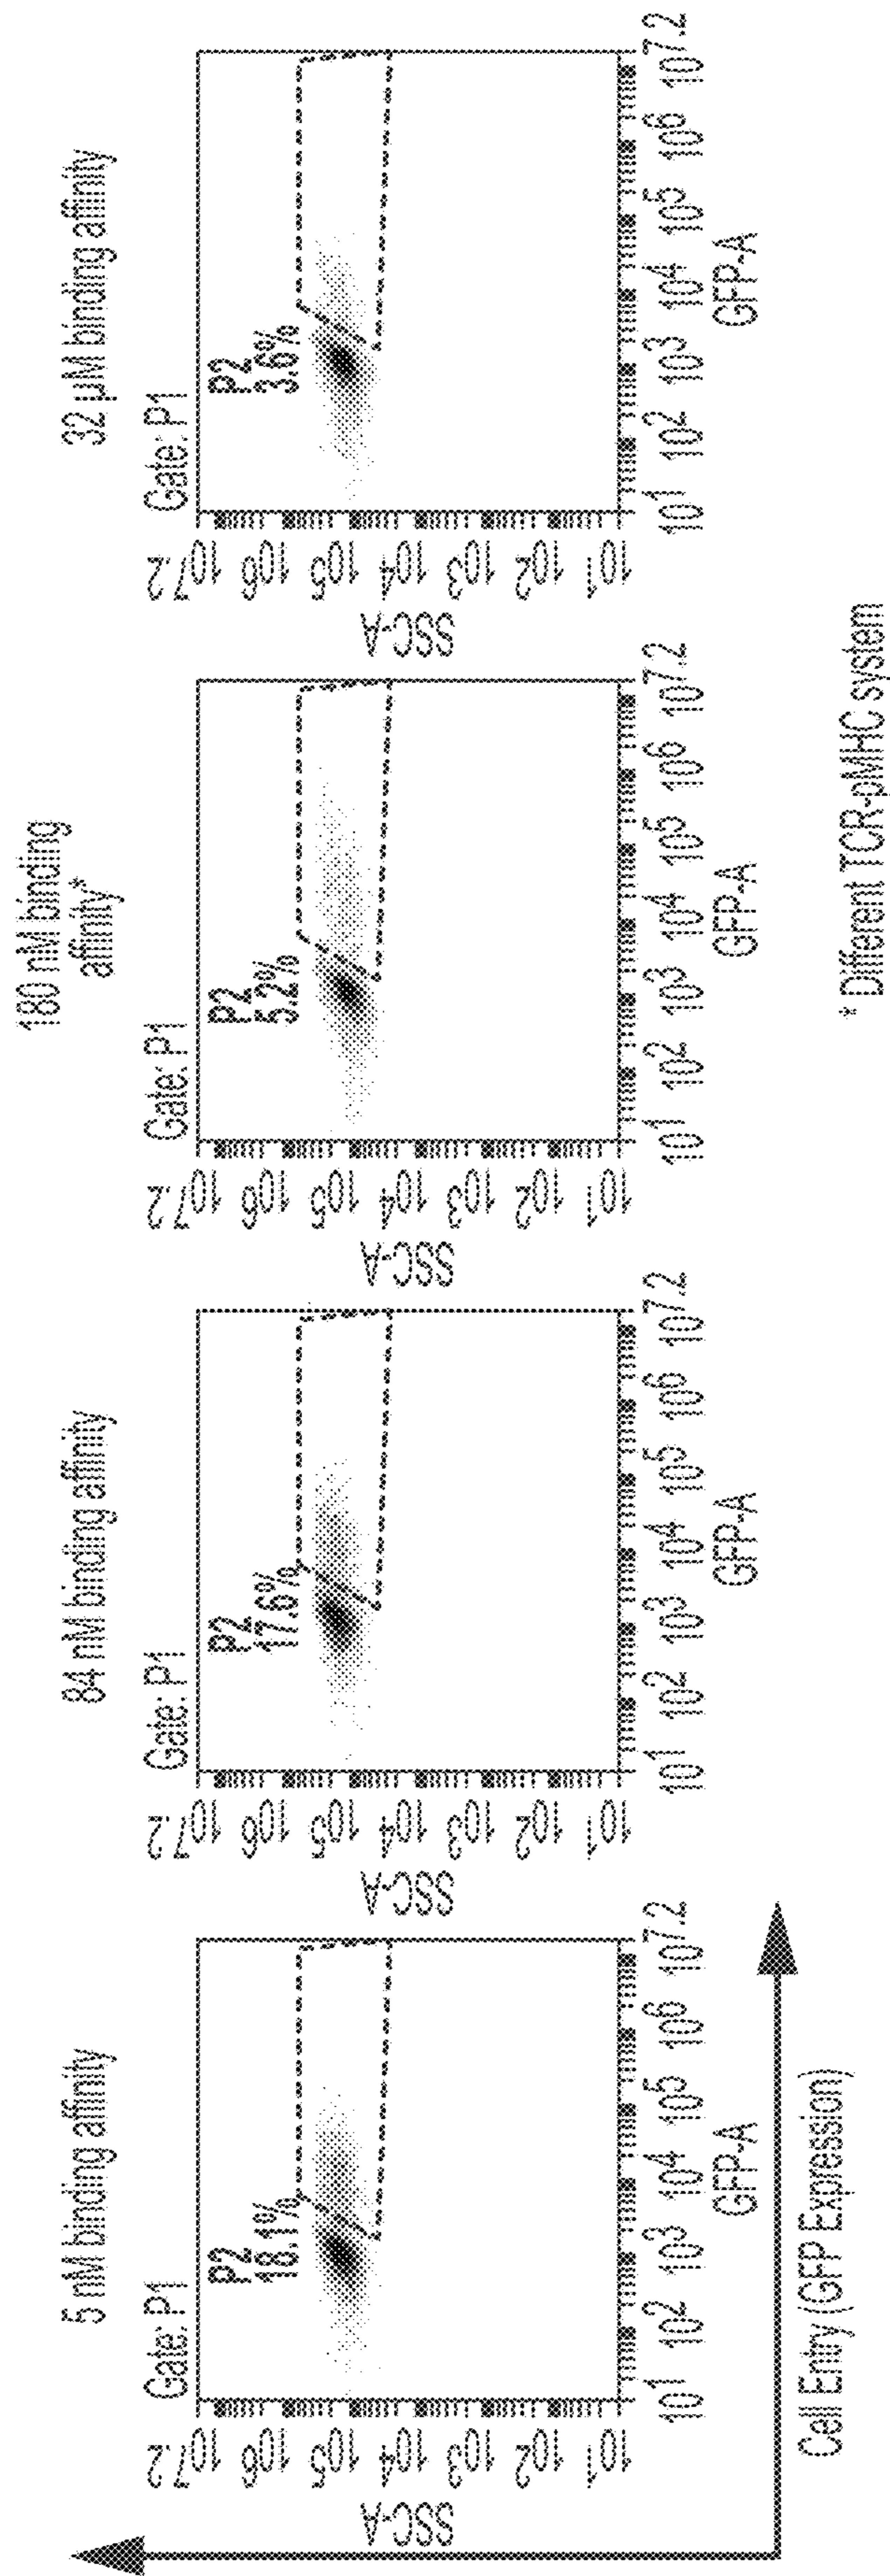 5 nM binding affinity
Gate: P1
P2
18.1%
SSC-A
10^7.2
10^6
10^5
10^4
10^3
10^2
10^1
10^1 10^2 10^3 10^4 10^5 10^6 10^7.2
GFP-A
84 nM binding affinity
Gate: P1
P2
17.6%
SSC-A
10^7.2
10^6
10^5
10^4
10^3
10^2
10^1
10^1 10^2 10^3 10^4 10^5 10^6 10^7.2
GFP-A
180 nM binding
affinity*
Gate: P1
P2
5.2%
SSC-A
10^7.2
10^6
10^5
10^4
10^3
10^2
10^1
10^1 10^2 10^3 10^4 10^5 10^6 10^7.2
GFP-A
32 µM binding affinity
Gate: P1
P2
3.6%
SSC-A
10^7.2
10^6
10^5
10^4
10^3
10^2
10^1
10^1 10^2 10^3 10^4 10^5 10^6 10^7.2
GFP-A
Cell Entry (GFP Expression)
* Different TCR-pMHC system